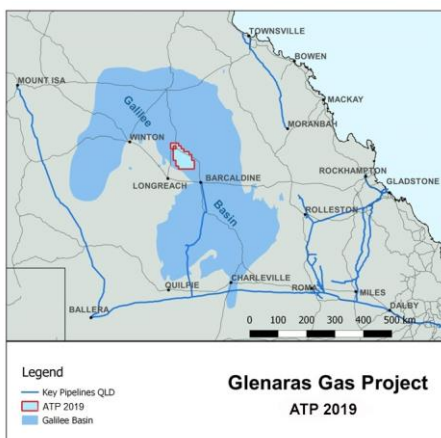 TOWNSVILLE
BOWEN
MOUNT ISA
MACKAY
Galilee
MORANBAH
WINTON
ROCKHAMPTON
GLADSTONE
LONGREACH
BARCALDINE
Basin
ROLLESTON
CHARLEVILLE
QUILPIE
ROMA
MILES
BALLERA
DALBY
0 100 200 300 400 500 km
Legend
Key Pipelines QLD
ATP 2019
Galilee Basin
Glenaras Gas Project
ATP 2019